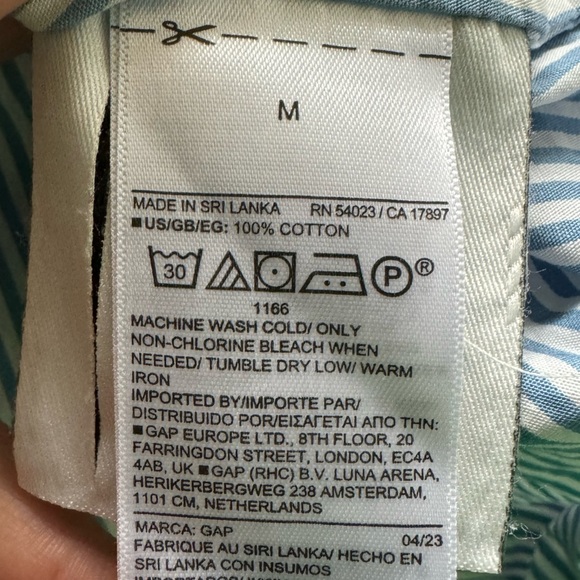 M
MADE IN SRI LANKA RN 54023 / CA 17897
■US/GB/EG: 100% COTTON
30 P®
1166
MACHINE WASH COLD/ ONLY
NON-CHLORINE BLEACH WHEN
NEEDED/ TUMBLE DRY LOW/ WARM
IRON
IMPORTED BY/IMPORTE PAR/
DISTRIBUIDO POR/ΕΙΣΑΓΕΤΑΙ ΑΠΟ ΤΗΝ:
■GAP EUROPE LTD., 8TH FLOOR, 20
FARRINGDON STREET, LONDON, EC4A
4AB, UK ■GAP (RHC) B.V. LUNA ARENA,
HERIKERBERGWEG 238 AMSTERDAM,
1101 CM, NETHERLANDS
MARCA: GAP 04/23
FABRIQUE AU SIRI LANKA/ HECHO EN
SRI LANKA CON INSUMOS